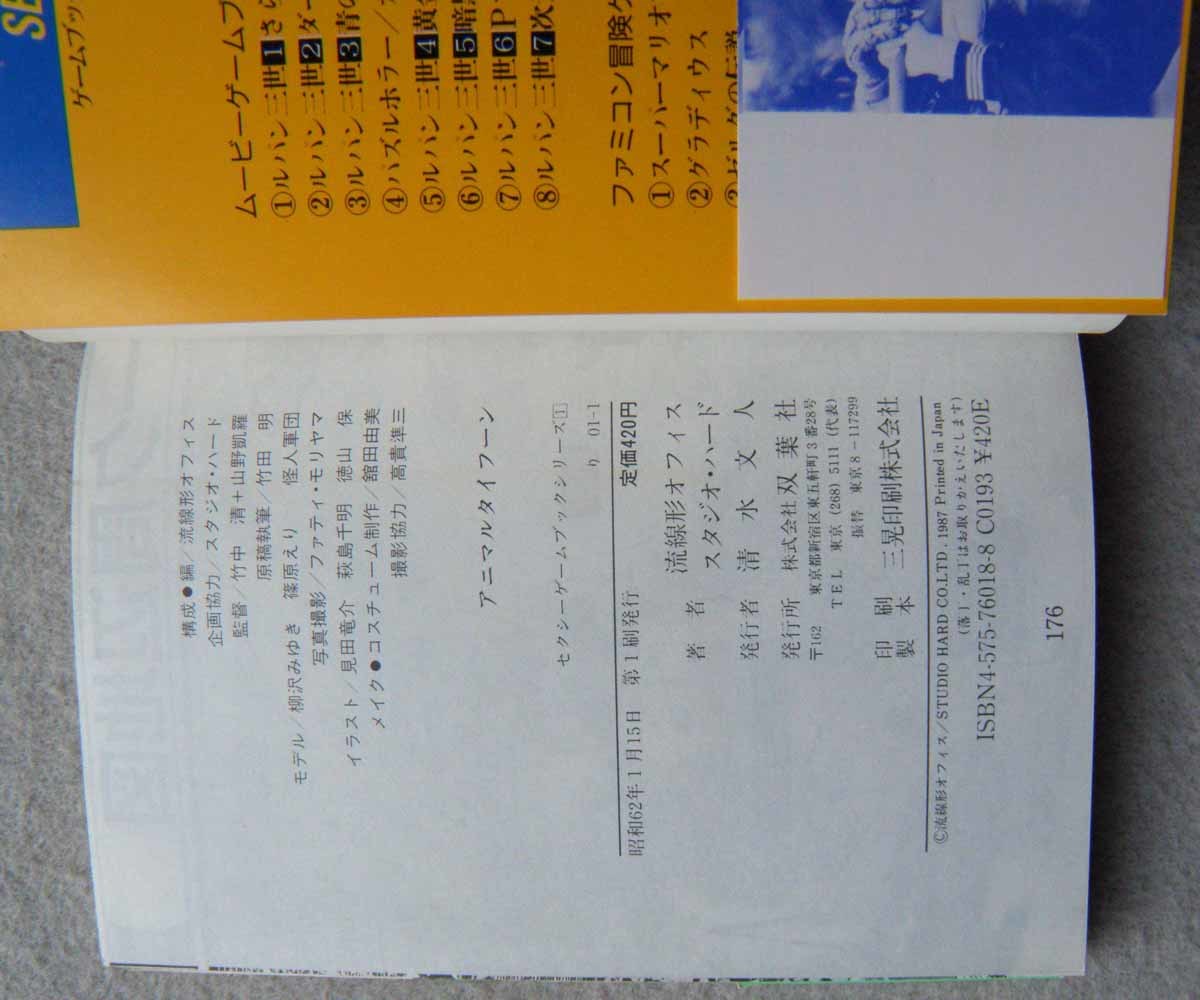 SE
ゲームブッ
ムービーゲームブ
①ルパン三世1さら
②ルパン三世2ダー
③ルパン三世3青の
④パズルホラー/
⑤ルパン三世4黄
⑥ルパン三世5暗
⑦ルパン三世6P
⑧ルパン三世7次
ファミコン冒険ゲ
①スーパーマリオ
②グラディウス
③ゼルダの伝説
構成●編/流線形オフィス
企画協力/スタジオ・ハード
監督/竹中 清+山野凱羅
原稿執筆/竹田 明
モデル/柳沢みゆき 篠原えり 怪人軍団
写真撮影/ファティ・モリヤマ
イラスト/見田竜介 萩島千明 徳山 保
メイク●コスチューム制作/舘田由美
撮影協力/高貴準三
アニマルタイフーン
セクシーゲームブックシリーズ1
り 01-1
昭和62年1月15日 第1刷発行 定価420円
著者 流線形オフィス
スタジオ・ハード
発行者 清水文人
発行所 株式会社 双葉社
〒162 東京都新宿区東五軒町3番28号
TEL 東京 (268) 5111 (代表)
振替 東京8-117299
印刷
製本 三晃印刷株式会社
©流線形オフィス/STUDIO HARD CO.LTD. 1987 Printed in Japan
(落丁・乱丁はお取りかえいたします)
ISBN4-575-76018-8 C0193 ¥420E
176